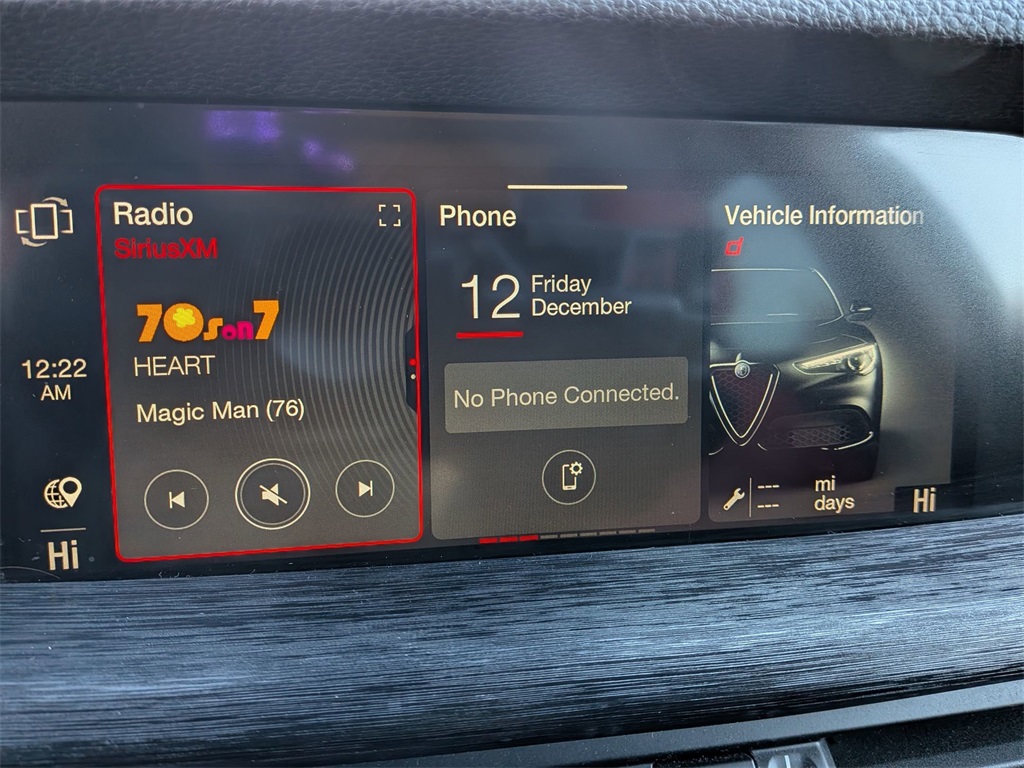 Radio
SiriusXM
70s on 7
HEART
Magic Man (76)
12:22
AM
Hi
Phone
12
Friday
December
No Phone Connected.
Vehicle Information
--- mi
--- days
Hi